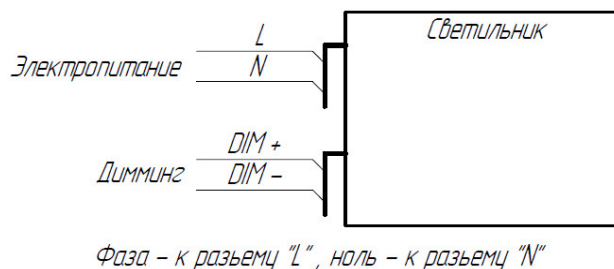 L
Светильник
Электропитание
N
DIM +
Димминг
DIM -
Фаза - к разъему "L" , ноль - к разъему "N"